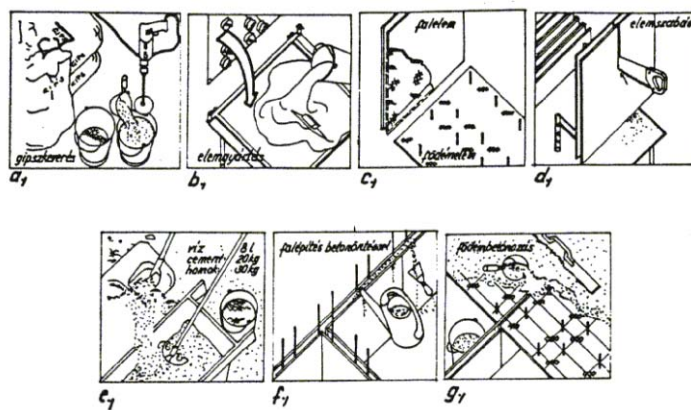 gipszkeverés
a₁
elemgyártás
b₁
falelem
födémelem
c₁
elemszabás
d₁
víz 8 l
cement 20 kg
homok 30 kg
e₁
falépítés betonöntéssel
f₁
födémbetonozás
g₁